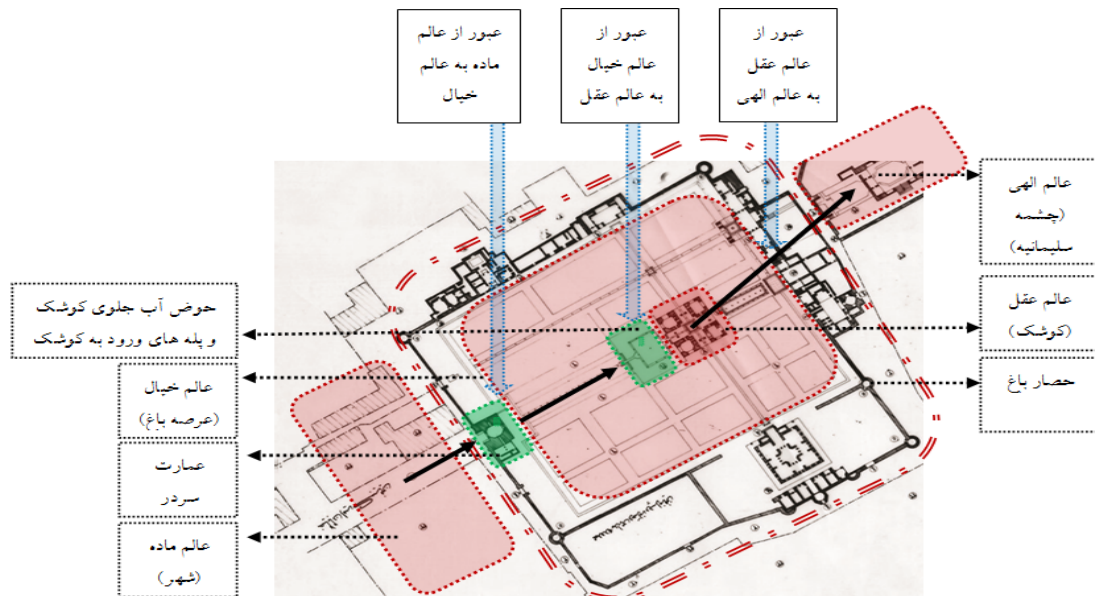 عبور از عالم
ماده به عالم
خیال
عبور از
عالم خیال
به عالم عقل
عبور از
عالم عقل
به عالم الهی
عالم الهی
(چشمه
سلیمانیه)
عالم عقل
(کوشک)
حصار باغ
حوض آب جلوی کوشک
و پله های ورود به کوشک
عالم خیال
(عرصه باغ)
عمارت
سردر
عالم ماده
(شهر)